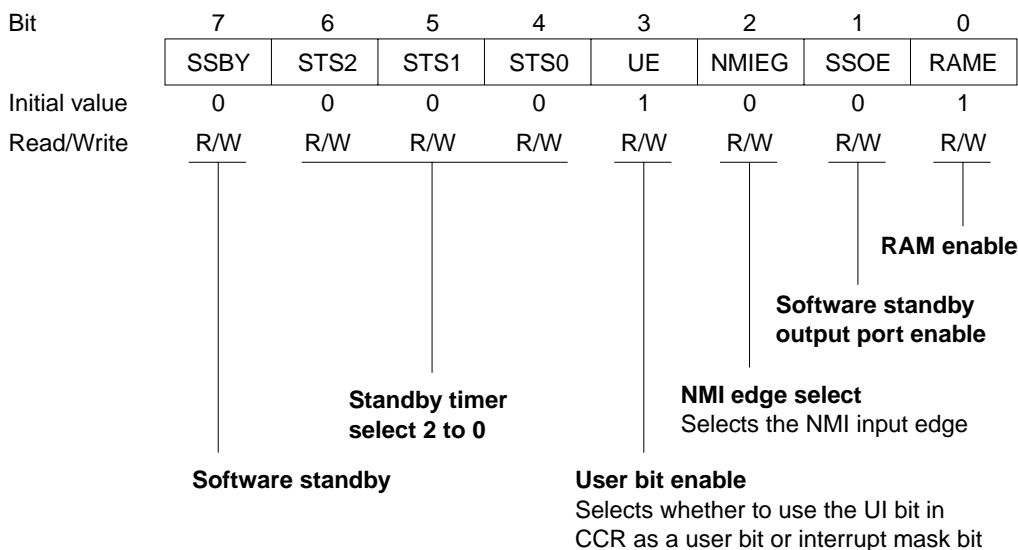 Bit 7 6 5 4 3 2 1 0
SSBY STS2 STS1 STS0 UE NMIEG SSOE RAME
Initial value 0 0 0 0 1 0 0 1
Read/Write R/W R/W R/W R/W R/W R/W R/W R/W
RAM enable
Software standby
output port enable
NMI edge select
Selects the NMI input edge
Standby timer
select 2 to 0
Software standby
User bit enable
Selects whether to use the UI bit in
CCR as a user bit or interrupt mask bit